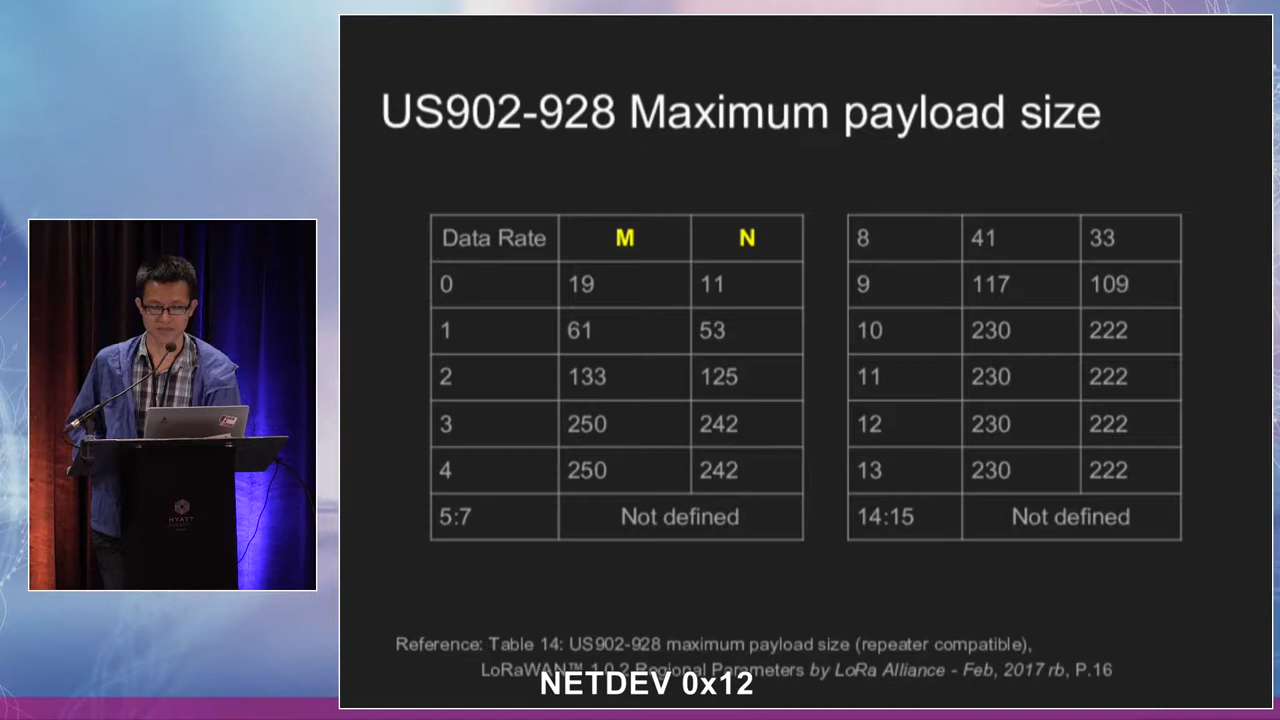 US902-928 Maximum payload size
Data Rate M N
0 19 11
1 61 53
2 133 125
3 250 242
4 250 242
5:7 Not defined
8 41 33
9 117 109
10 230 222
11 230 222
12 230 222
13 230 222
14:15 Not defined
Reference: Table 14: US902-928 maximum payload size (repeater compatible),
LoRaWAN™ 1.0.2 Regional Parameters by LoRa Alliance - Feb, 2017 rb, P.16
NETDEV 0x12
HYATT